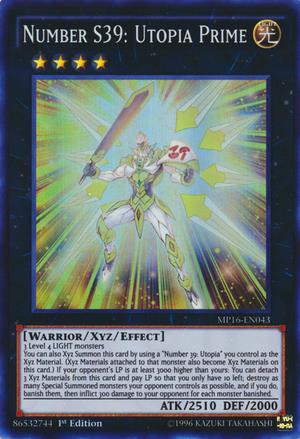 NUMBER S39: UTOPIA PRIME
LIGHT
光
39
MP16-EN043
[WARRIOR/XYZ/EFFECT]
3 Level 4 LIGHT monsters
You can also Xyz Summon this card by using a "Number 39: Utopia" you control as the
Xyz Material. (Xyz Materials attached to that monster also become Xyz Materials on
this card.) If your opponent's LP is at least 3000 higher than yours: You can detach
3 Xyz Materials from this card and pay LP so that you only have 10 left; destroy as
many Special Summoned monsters your opponent controls as possible, and if you do,
banish them, then inflict 300 damage to your opponent for each monster banished.
ATK/2510 DEF/2000
86532744 1st Edition
©1996 KAZUKI TAKAHASHI